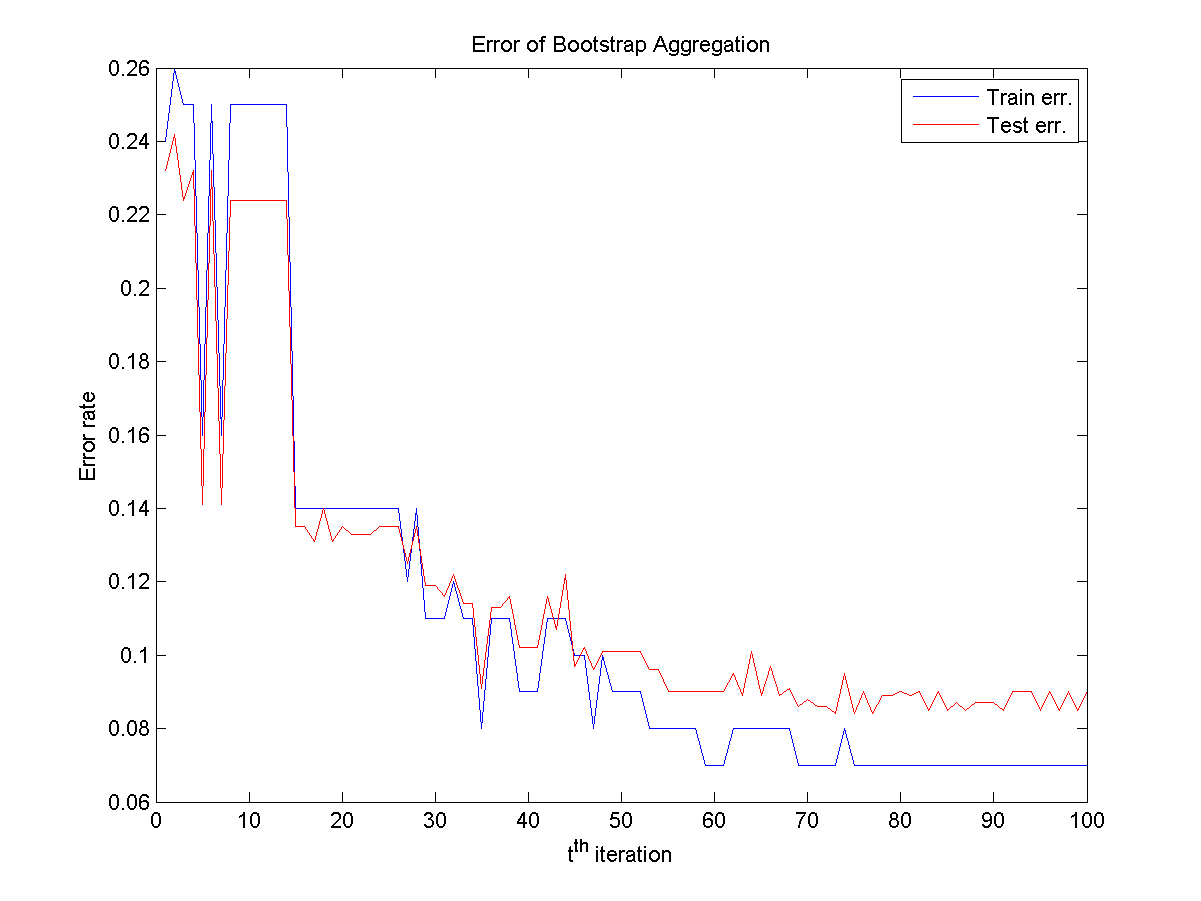 Error of Bootstrap Aggregation
Train err.
Test err.
0.26
0.24
0.22
0.2
0.18
0.16
0.14
0.12
0.1
0.08
0.06
Error rate
0 10 20 30 40 50 60 70 80 90 100
tth iteration